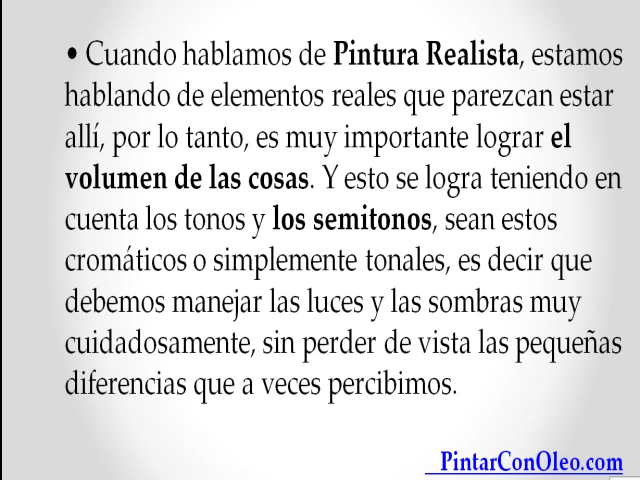 • Cuando hablamos de Pintura Realista, estamos
hablando de elementos reales que parezcan estar
allí, por lo tanto, es muy importante lograr el
volumen de las cosas. Y esto se logra teniendo en
cuenta los tonos y los semitonos, sean estos
cromáticos o simplemente tonales, es decir que
debemos manejar las luces y las sombras muy
cuidadosamente, sin perder de vista las pequeñas
diferencias que a veces percibimos.
PintarConOleo.com